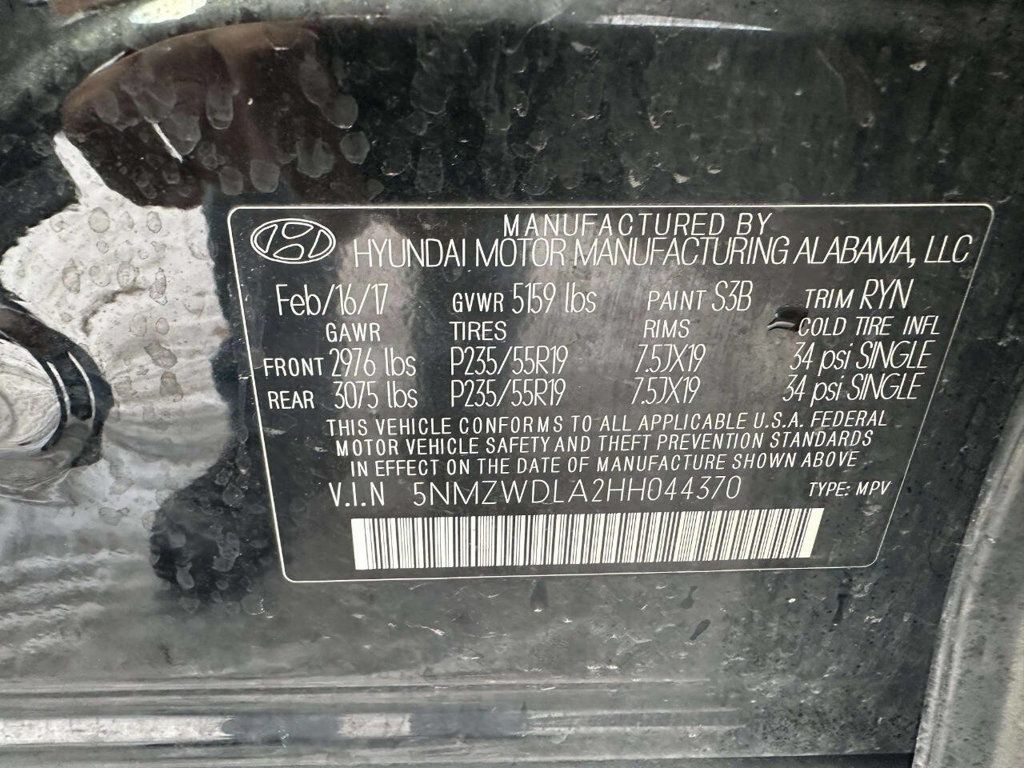 MANUFACTURED BY
HYUNDAI MOTOR MANUFACTURING ALABAMA, LLC
Feb/16/17 GVWR 5159 lbs PAINT S3B TRIM RYN
GAWR TIRES RIMS COLD TIRE INFL
FRONT 2976 lbs P235/55R19 7.5JX19 34 psi SINGLE
REAR 3075 lbs P235/55R19 7.5JX19 34 psi SINGLE
THIS VEHICLE CONFORMS TO ALL APPLICABLE U.S.A. FEDERAL
MOTOR VEHICLE SAFETY AND THEFT PREVENTION STANDARDS
IN EFFECT ON THE DATE OF MANUFACTURE SHOWN ABOVE
V.I.N 5NMZWDLA2HH044370 TYPE: MPV